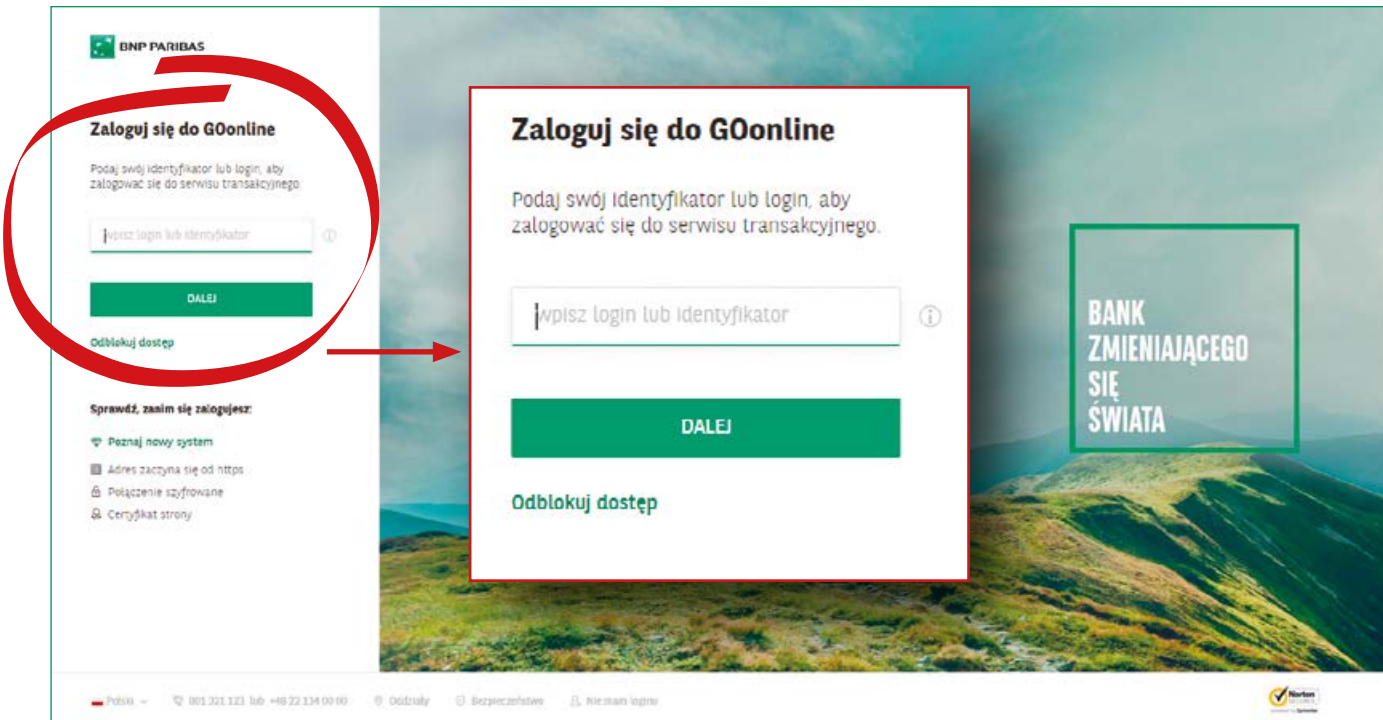 BNP PARIBAS
Zaloguj się do GOonline
Podaj swój identyfikator lub login, aby
zalogować się do serwisu transakcyjnego.
wpisz login lub identyfikator
DALEJ
Odblokuj dostęp
Sprawdź, zanim się zalogujesz:
Poznaj nowy system
Adres zaczyna się od https
Połączenie szyfrowane
Certyfikat strony
Zaloguj się do GOonline
Podaj swój identyfikator lub login, aby
zalogować się do serwisu transakcyjnego.
wpisz login lub identyfikator
DALEJ
Odblokuj dostęp
BANK
ZMIENIAJĄCEGO
SIĘ
ŚWIATA
Polski
801 321 123 lub +48 22 134 00 00
Oddziały
Bezpieczeństwo
Nie mam loginu
Norton
SECURED
powered by Symantec